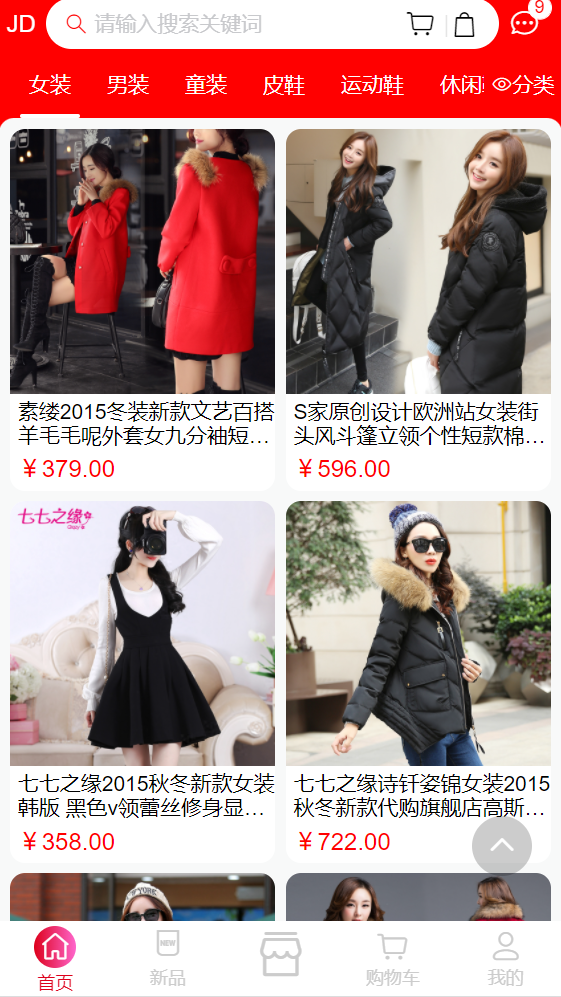 JD 请输入搜索关键词 9
女装 男装 童装 皮鞋 运动鞋 休闲 分类
素缕2015冬装新款文艺百搭
羊毛毛呢外套女九分袖短...
￥379.00
S家原创设计欧洲站女装街
头风斗篷立领个性短款棉...
￥596.00
七七之缘
七七之缘2015秋冬新款女装
韩版 黑色v领蕾丝修身显...
￥358.00
七七之缘诗钎姿锦女装2015
秋冬新款代购旗舰店高斯...
￥722.00
NEW
首页 新品 购物车 我的